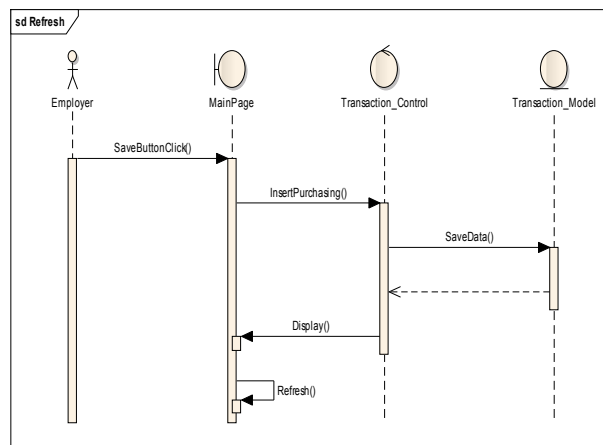 sd Refresh
Employer
MainPage
Transaction_Control
Transaction_Model
SaveButtonClick()
InsertPurchasing()
SaveData()
Display()
Refresh()